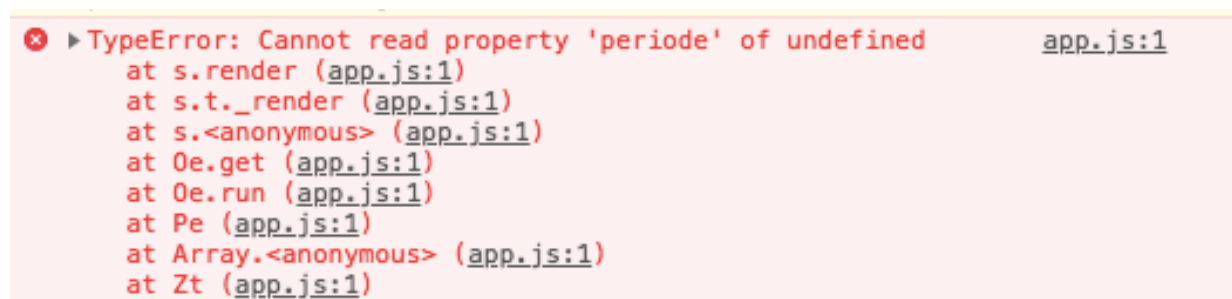 TypeError: Cannot read property 'periode' of undefined app.js:1
at s.render (app.js:1)
at s.t._render (app.js:1)
at s.<anonymous> (app.js:1)
at Oe.get (app.js:1)
at Oe.run (app.js:1)
at Pe (app.js:1)
at Array.<anonymous> (app.js:1)
at Zt (app.js:1)